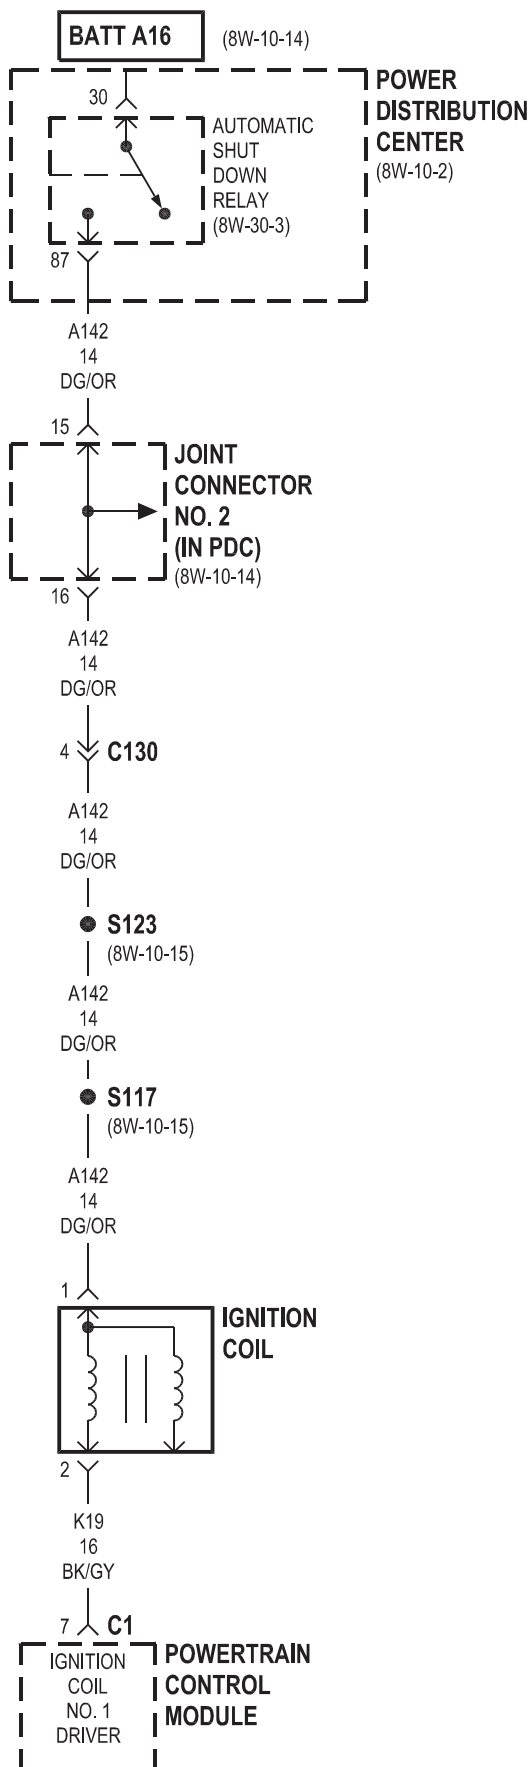 BATT A16
(8W-10-14)
POWER
DISTRIBUTION
CENTER
(8W-10-2)
30
AUTOMATIC
SHUT
DOWN
RELAY
(8W-30-3)
87
A142
14
DG/OR
15
JOINT
CONNECTOR
NO. 2
(IN PDC)
(8W-10-14)
16
A142
14
DG/OR
4
C130
A142
14
DG/OR
S123
(8W-10-15)
A142
14
DG/OR
S117
(8W-10-15)
A142
14
DG/OR
1
IGNITION
COIL
2
K19
16
BK/GY
7
C1
IGNITION
COIL
NO. 1
DRIVER
POWERTRAIN
CONTROL
MODULE